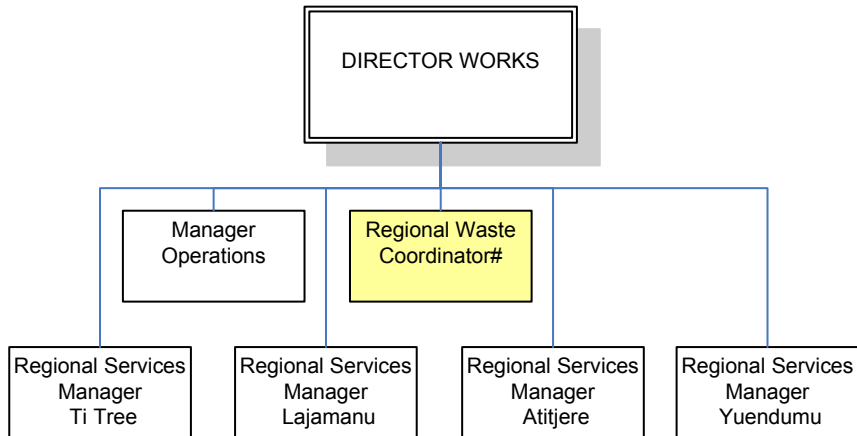 DIRECTOR WORKS
Manager
Operations
Regional Waste
Coordinator#
Regional Services
Manager
Ti Tree
Regional Services
Manager
Lajamanu
Regional Services
Manager
Atitjere
Regional Services
Manager
Yuendumu